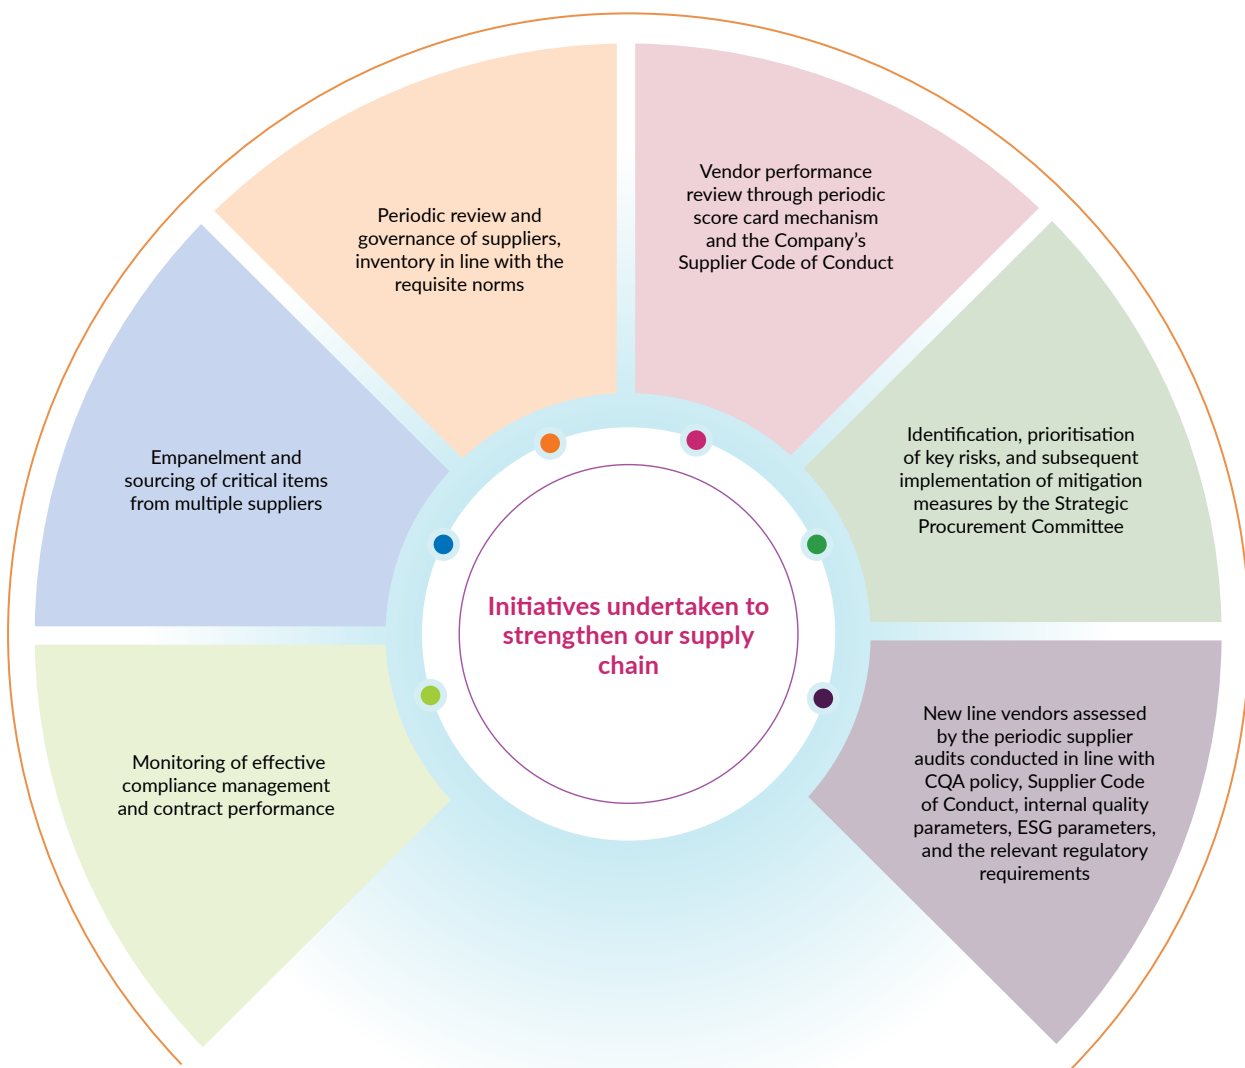 Vendor performance
review through periodic
score card mechanism
and the Company’s
Supplier Code of Conduct
Periodic review and
governance of suppliers,
inventory in line with the
requisite norms
Identification, prioritisation
of key risks, and subsequent
implementation of mitigation
measures by the Strategic
Procurement Committee
Empanelment and
sourcing of critical items
from multiple suppliers
Initiatives undertaken to
strengthen our supply
chain
New line vendors assessed
by the periodic supplier
audits conducted in line with
CQA policy, Supplier Code
of Conduct, internal quality
parameters, ESG parameters,
and the relevant regulatory
requirements
Monitoring of effective
compliance management
and contract performance